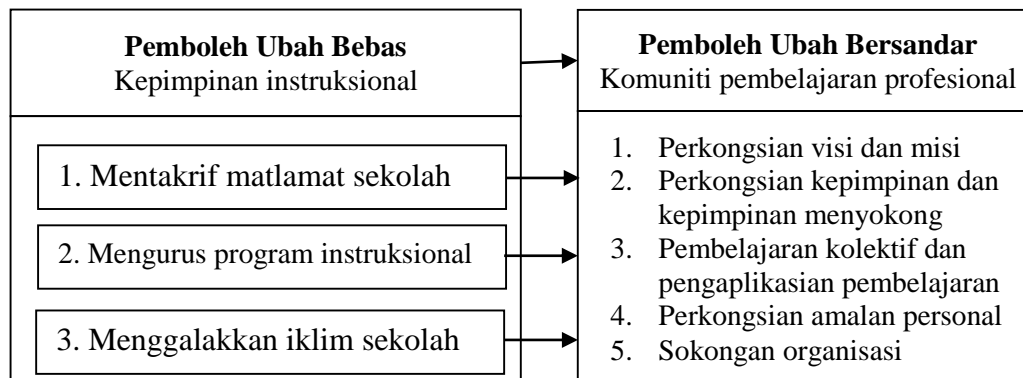 Pemboleh Ubah Bebas
Kepimpinan instruksional
1. Mentakrif matlamat sekolah
2. Mengurus program instruksional
3. Menggalakkan iklim sekolah
Pemboleh Ubah Bersandar
Komuniti pembelajaran profesional
1. Perkongsian visi dan misi
2. Perkongsian kepimpinan dan
kepimpinan menyokong
3. Pembelajaran kolektif dan
pengaplikasian pembelajaran
4. Perkongsian amalan personal
5. Sokongan organisasi